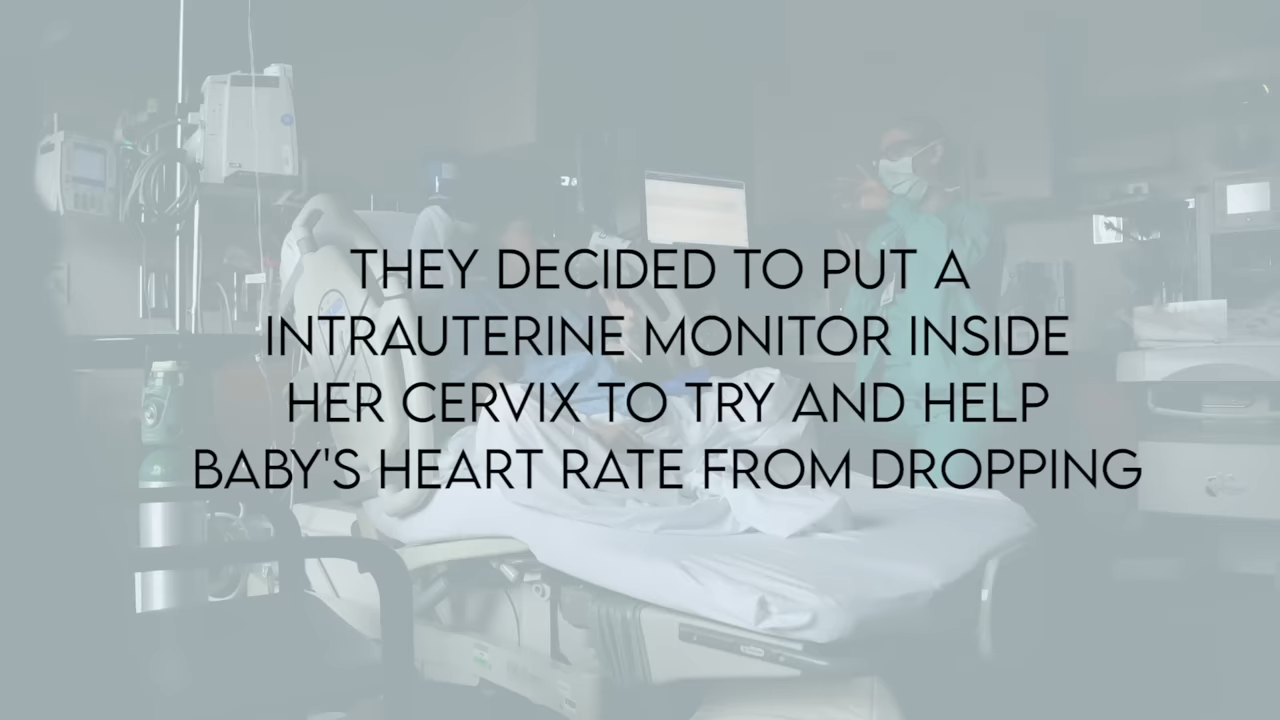 THEY DECIDED TO PUT A
INTRAUTERINE MONITOR INSIDE
HER CERVIX TO TRY AND HELP
BABY'S HEART RATE FROM DROPPING